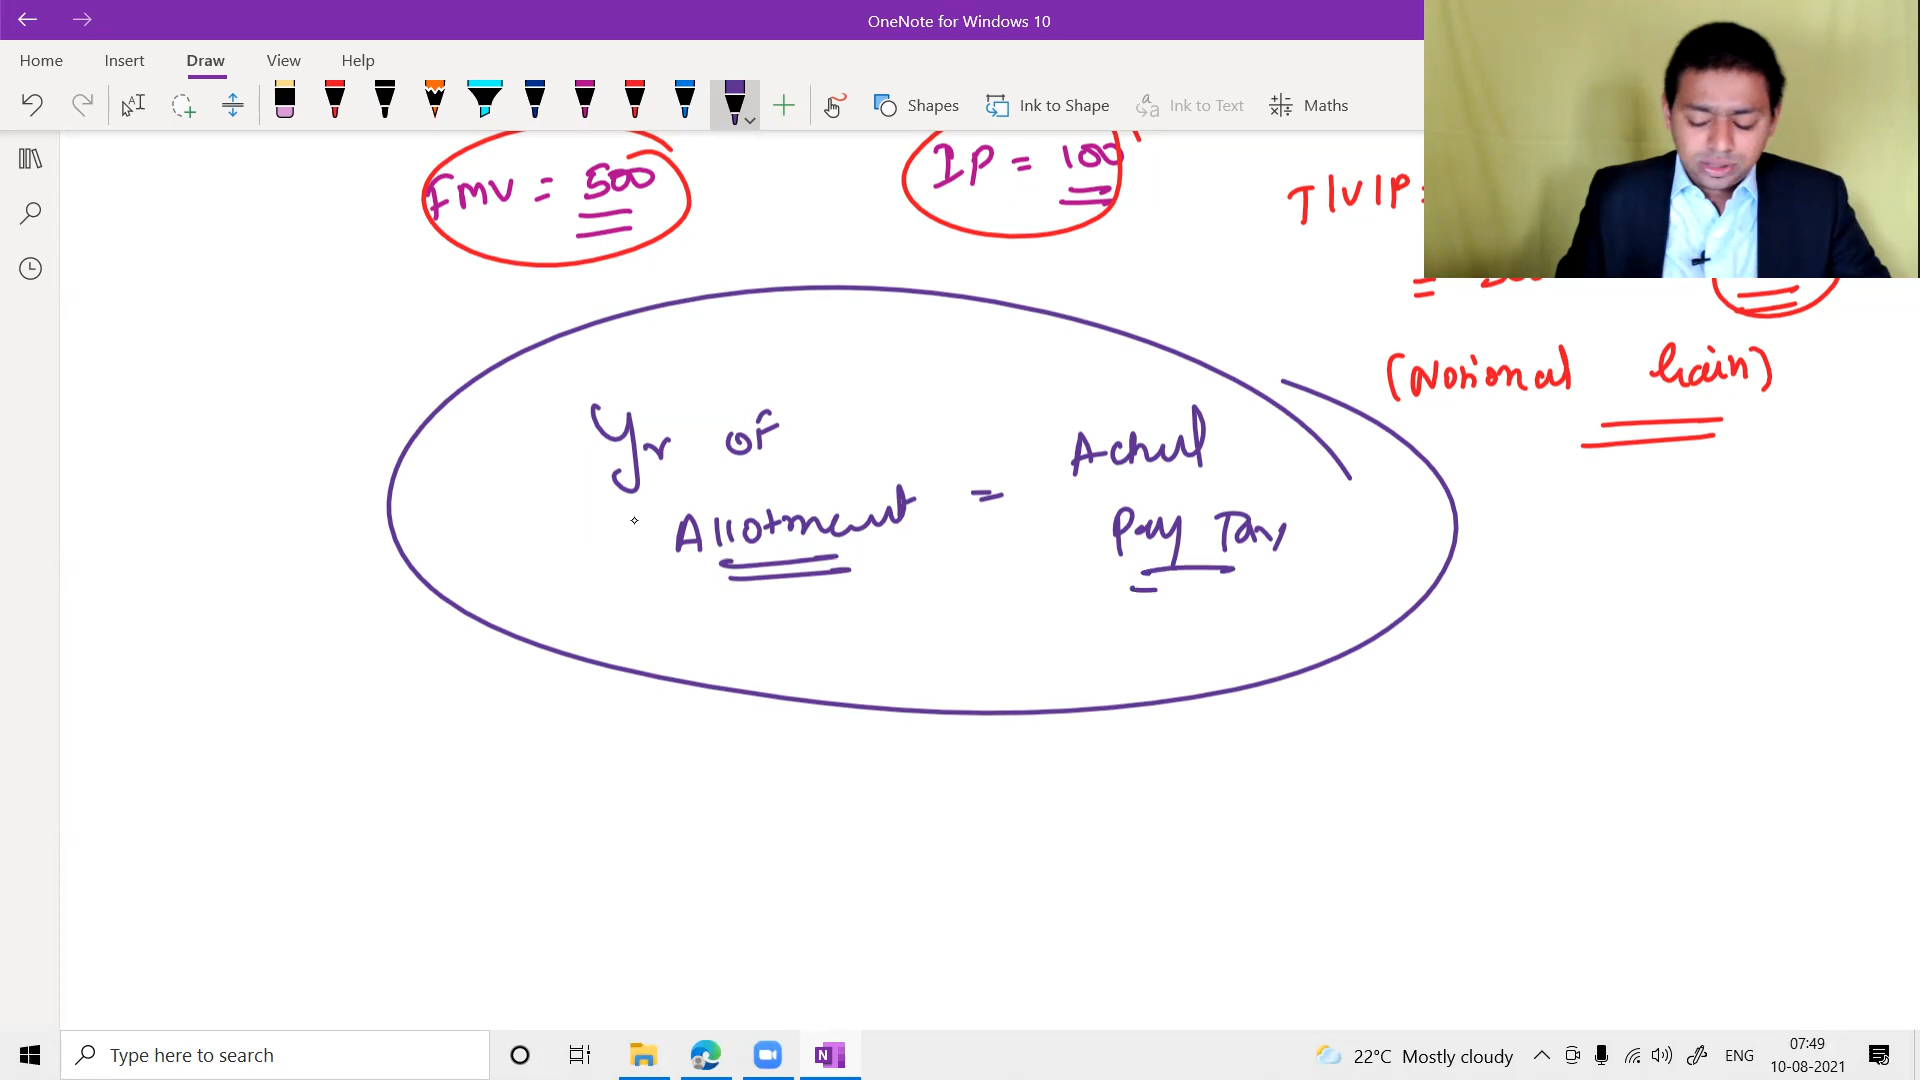 OneNote for Windows 10
Home Insert Draw View Help
Shapes Ink to Shape Ink to Text Maths
FMV = 500
IP = 100
T/V/P =
=
(Notional Gain)
Yr of
Allotment
=
Actual
Pay Tax
Type here to search
22°C Mostly cloudy
ENG
07:49
10-08-2021